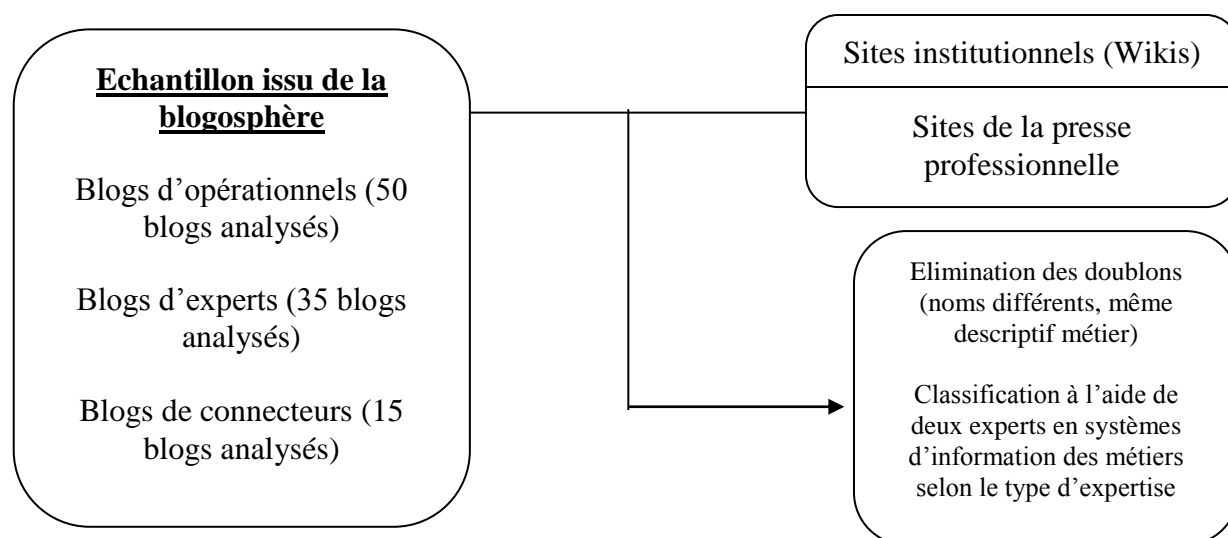 Echantillon issu de la
blogosphère
Blogs d’opérationnels (50
blogs analysés)
Blogs d’experts (35 blogs
analysés)
Blogs de connecteurs (15
blogs analysés)
Sites institutionnels (Wikis)
Sites de la presse
professionnelle
Elimination des doublons
(noms différents, même
descriptif métier)
Classification à l’aide de
deux experts en systèmes
d’information des métiers
selon le type d’expertise